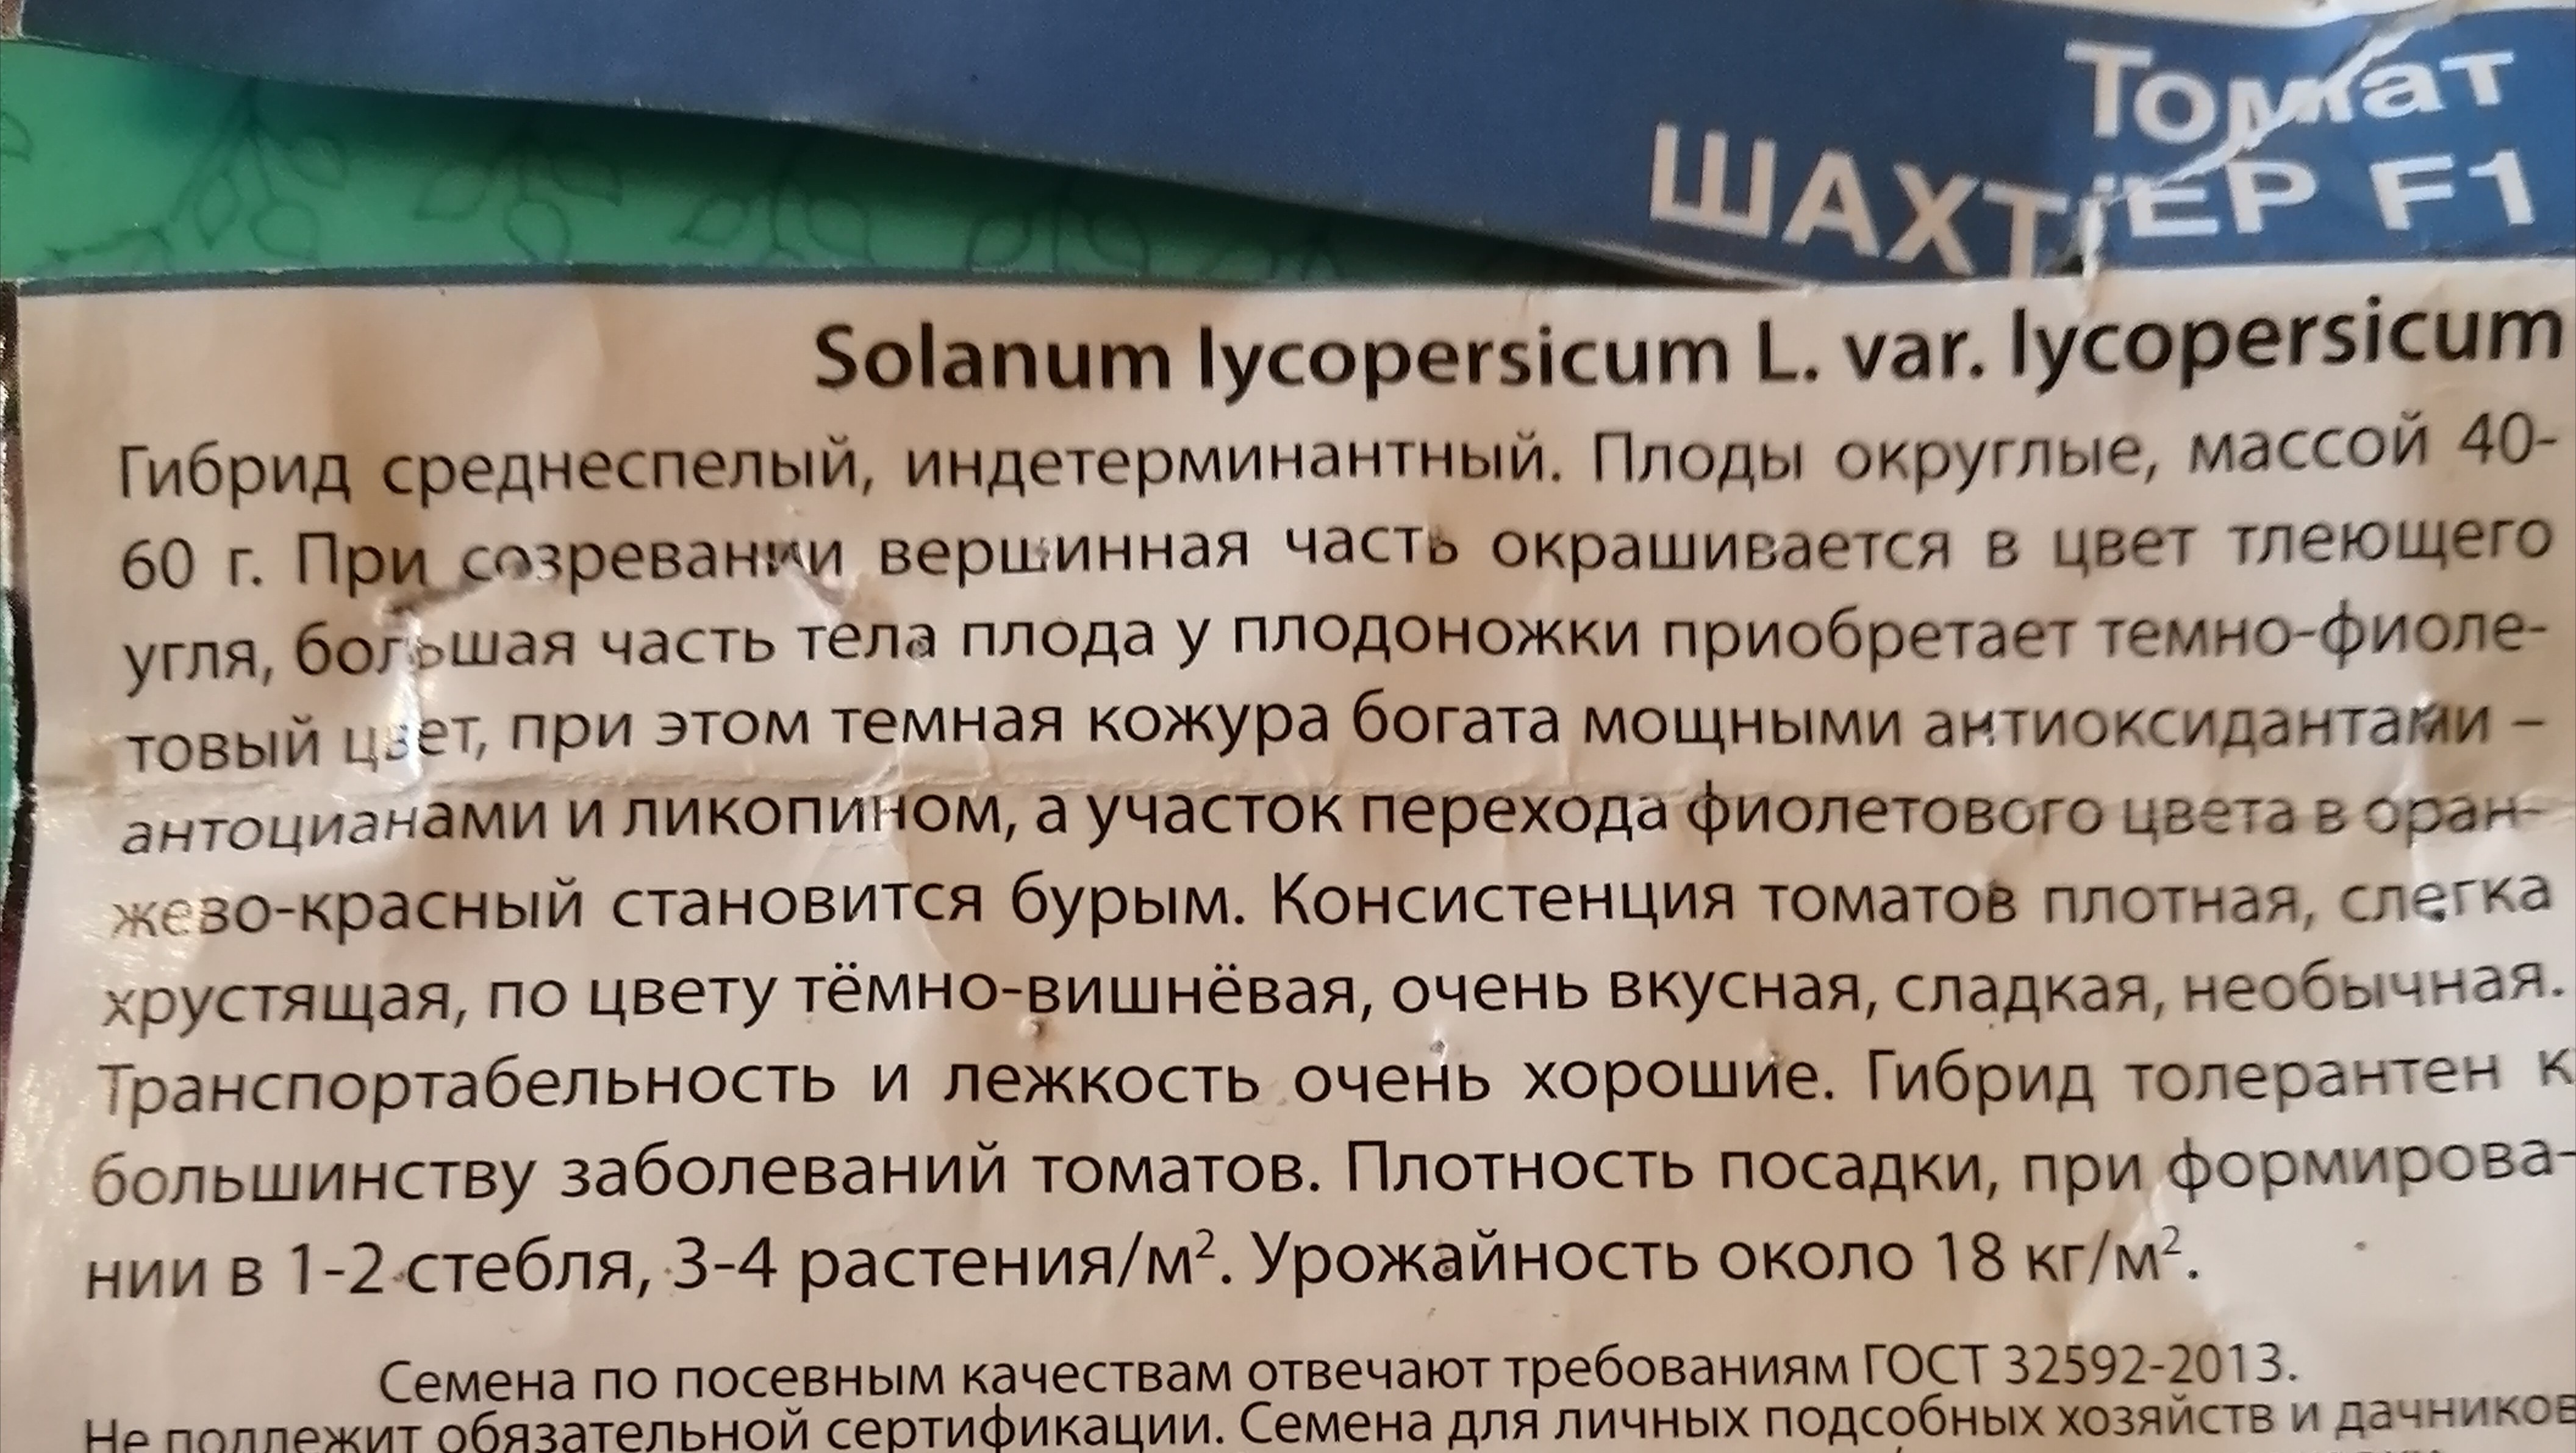 Томат
ШАХТЁР F1
Solanum lycopersicum L. var. lycopersicum
Гибрид среднеспелый, индетерминантный. Плоды округлые, массой 40-
60 г. При созревании вершинная часть окрашивается в цвет тлеющего
угля, большая часть тела плода у плодоножки приобретает темно-фиоле-
товый цвет, при этом темная кожура богата мощными антиоксидантами –
антоцианами и ликопином, а участок перехода фиолетового цвета в оран-
жево-красный становится бурым. Консистенция томатов плотная, слегка
хрустящая, по цвету тёмно-вишнёвая, очень вкусная, сладкая, необычная.
Транспортабельность и лежкость очень хорошие. Гибрид толерантен к
большинству заболеваний томатов. Плотность посадки, при формирова-
нии в 1-2 стебля, 3-4 растения/м². Урожайность около 18 кг/м².
Семена по посевным качествам отвечают требованиям ГОСТ 32592-2013.
Не подлежит обязательной сертификации. Семена для личных подсобных хозяйств и дачников